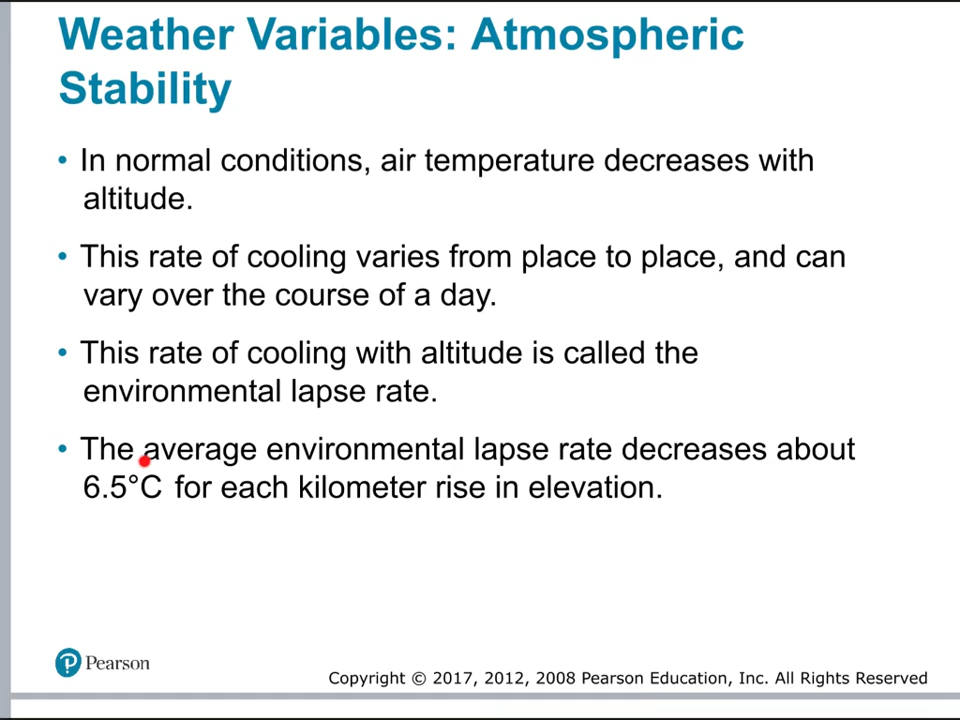 Weather Variables: Atmospheric
Stability
• In normal conditions, air temperature decreases with
altitude.
• This rate of cooling varies from place to place, and can
vary over the course of a day.
• This rate of cooling with altitude is called the
environmental lapse rate.
• The average environmental lapse rate decreases about
6.5°C for each kilometer rise in elevation.
Pearson
Copyright © 2017, 2012, 2008 Pearson Education, Inc. All Rights Reserved